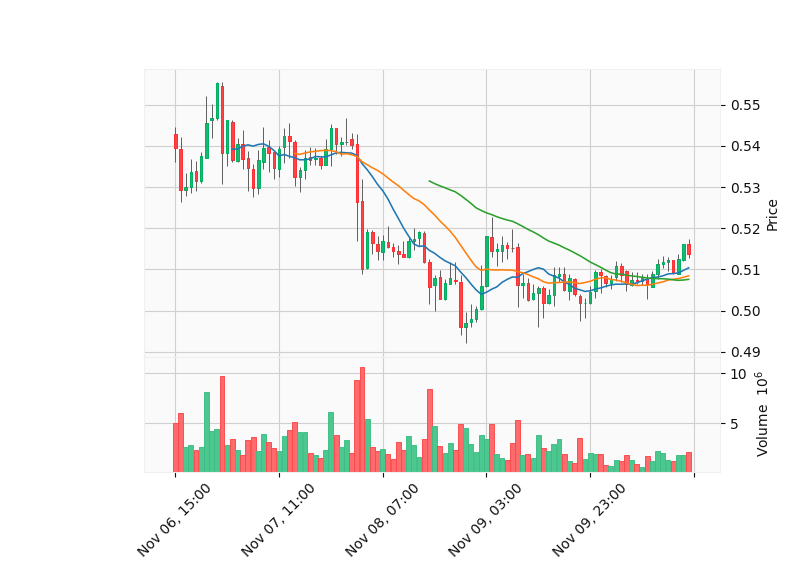 0.55
0.54
0.53
0.52
0.51
0.50
0.49
Price
10
5
Volume 10^6
Nov 06, 15:00
Nov 07, 11:00
Nov 08, 07:00
Nov 09, 03:00
Nov 09, 23:00